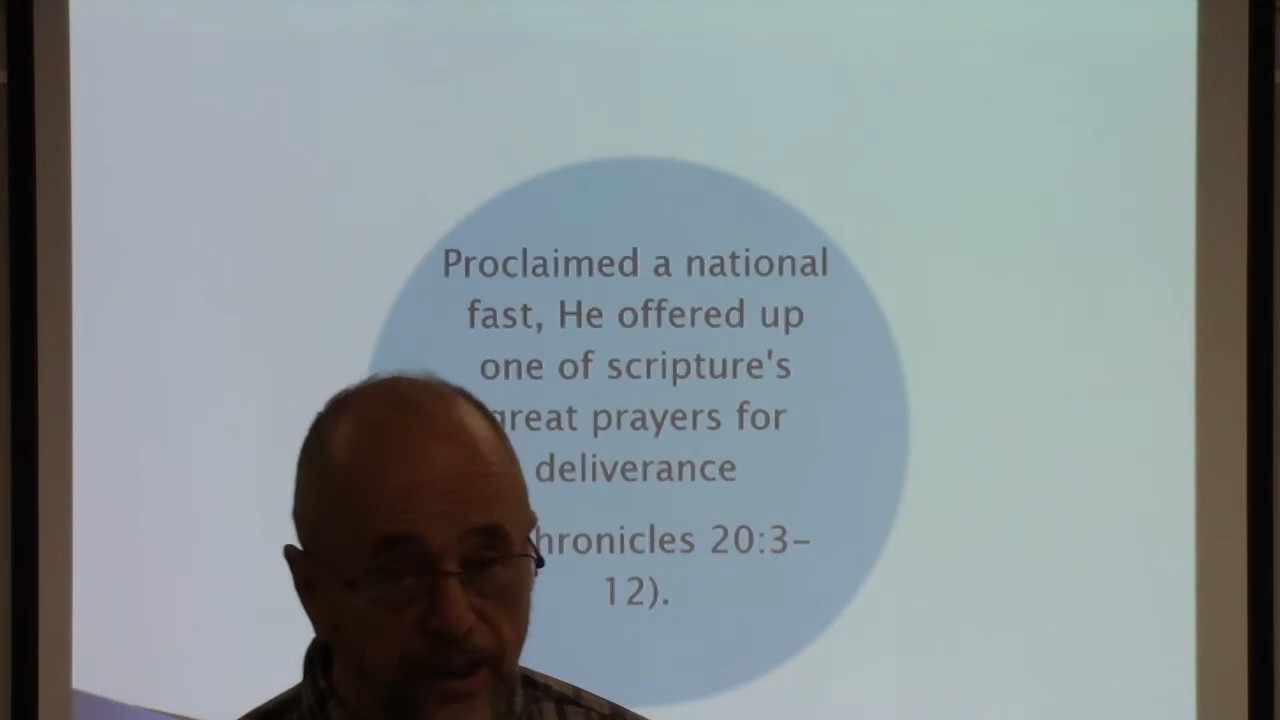 Proclaimed a national
fast, He offered up
one of scripture's
great prayers for
deliverance
hronicles 20:3–
12).